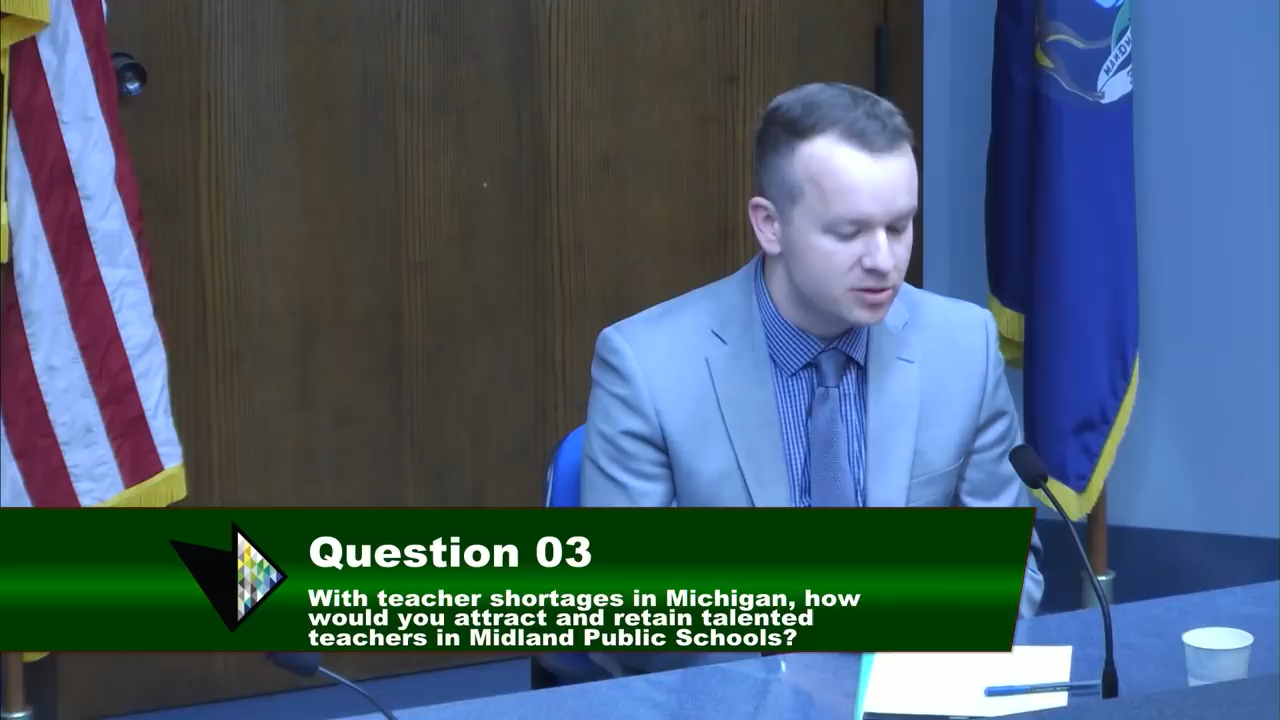 Question 03
With teacher shortages in Michigan, how
would you attract and retain talented
teachers in Midland Public Schools?